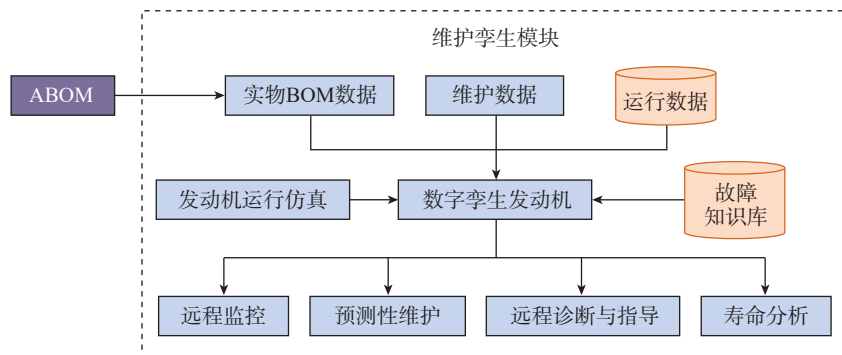 维护孪生模块
ABOM
实物BOM数据
维护数据
运行数据
发动机运行仿真
数字孪生发动机
故障
知识库
远程监控
预测性维护
远程诊断与指导
寿命分析